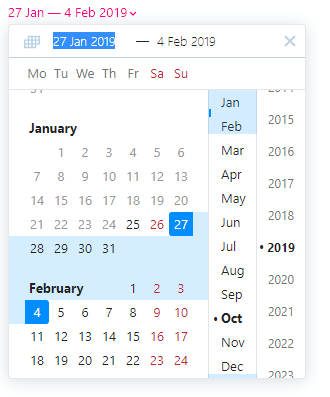 27 Jan — 4 Feb 2019
27 Jan 2019 — 4 Feb 2019
Mo Tu We Th Fr Sa Su
January
1 2 3 4 5 6
7 8 9 10 11 12 13
14 15 16 17 18 19 20
21 22 23 24 25 26 27
28 29 30 31
February 1 2 3
4 5 6 7 8 9 10
11 12 13 14 15 16 17
18 19 20 21 22 23 24
Jan
Feb
Mar
Apr
May
Jun
Jul
Aug
Sep
• Oct
Nov
Dec
2014
2015
2016
2017
2018
• 2019
2020
2021
2022
2023